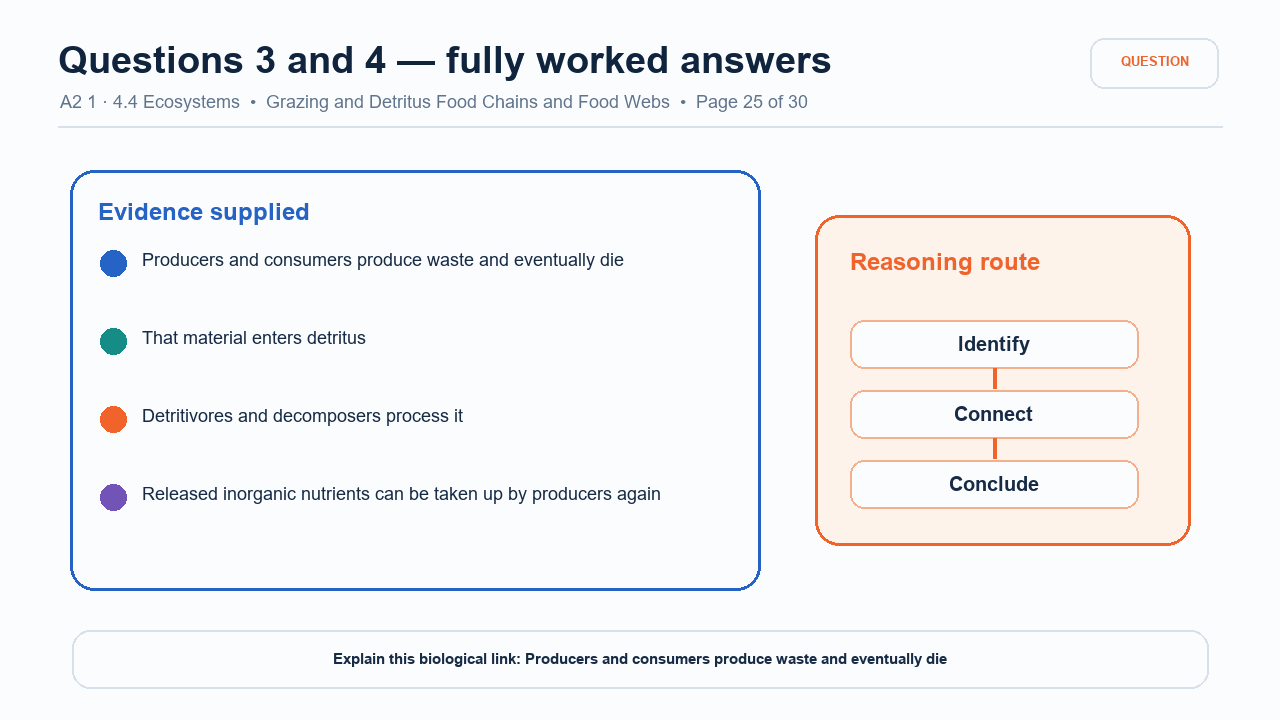 Questions 3 and 4 — fully worked answers
QUESTION
A2 1 · 4.4 Ecosystems • Grazing and Detritus Food Chains and Food Webs • Page 25 of 30
Evidence supplied
Producers and consumers produce waste and eventually die
That material enters detritus
Detritivores and decomposers process it
Released inorganic nutrients can be taken up by producers again
Reasoning route
Identify
Connect
Conclude
Explain this biological link: Producers and consumers produce waste and eventually die